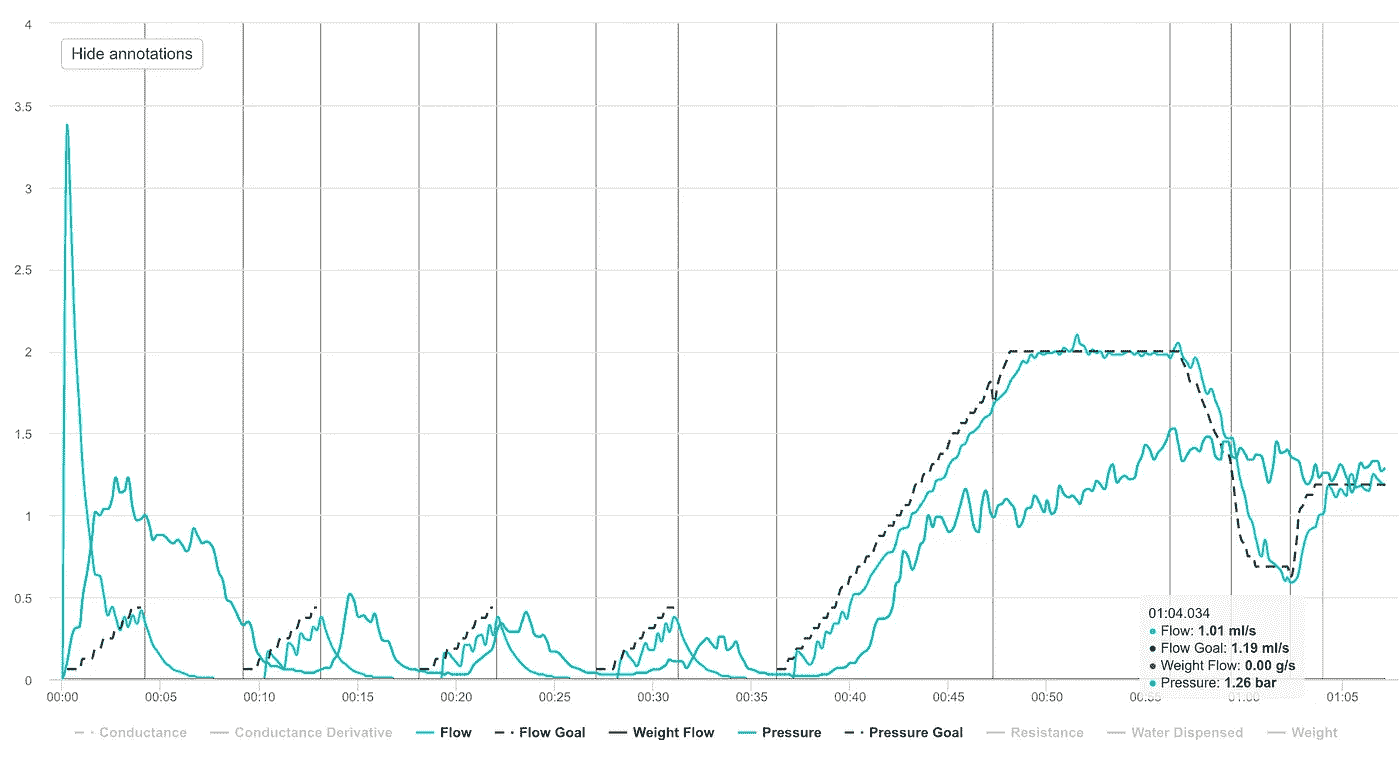 4
Hide annotations
3.5
3
2.5
2
1.5
1
0.5
01:04.034
Flow: 1.01 ml/s
Flow Goal: 1.19 ml/s
Weight Flow: 0.00 g/s
Pressure: 1.26 bar
0
00:00 00:05 00:10 00:15 00:20 00:25 00:30 00:35 00:40 00:45 00:50 00:55 01:00 01:05
Conductance Conductance Derivative Flow Flow Goal Weight Flow Pressure Pressure Goal Resistance Water Dispensed Weight